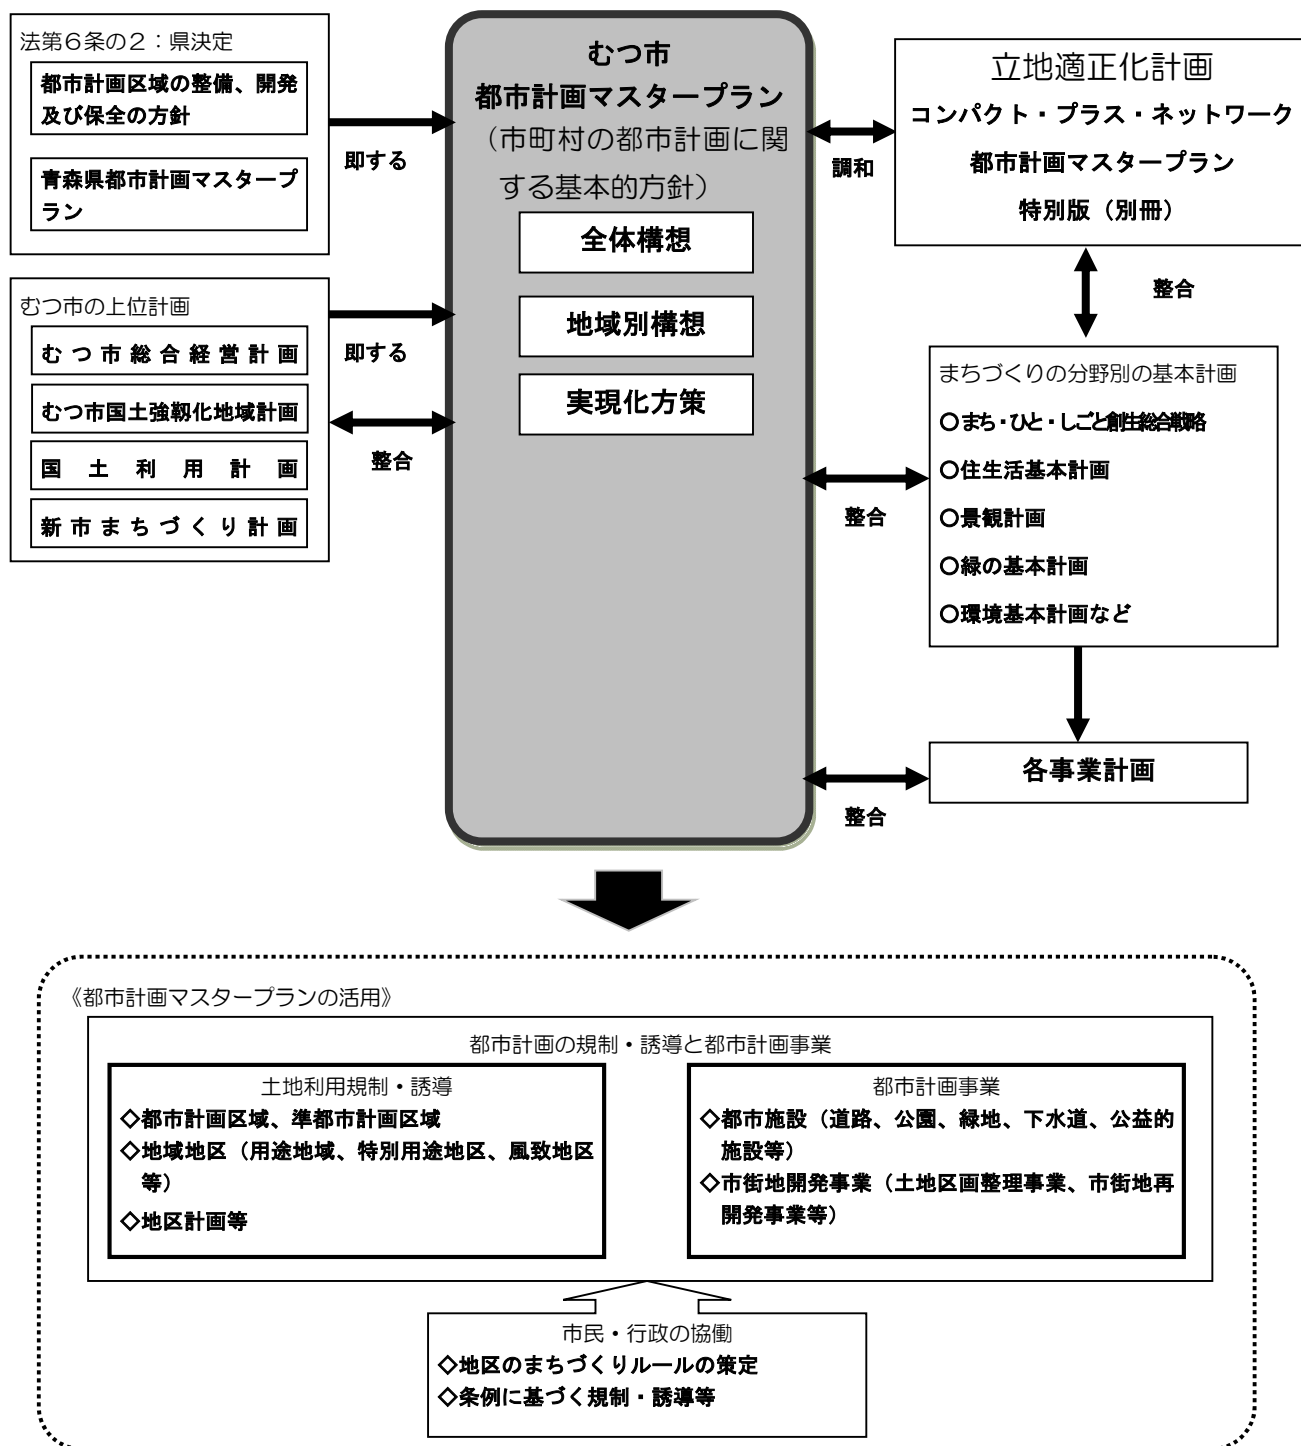 法第６条の２：県決定
都市計画区域の整備、開発
及び保全の方針
青森県都市計画マスタープ
ラン
即する
むつ市の上位計画
むつ市総合経営計画
むつ市国土強靱化地域計画
国土利用計画
新市まちづくり計画
即する
整合
むつ市
都市計画マスタープラン
（市町村の都市計画に関
する基本的方針）
全体構想
地域別構想
実現化方策
調和
立地適正化計画
コンパクト・プラス・ネットワーク
都市計画マスタープラン
特別版（別冊）
整合
まちづくりの分野別の基本計画
○まち・ひと・しごと創生総合戦略
○住生活基本計画
○景観計画
○緑の基本計画
○環境基本計画など
整合
各事業計画
整合
《都市計画マスタープランの活用》
都市計画の規制・誘導と都市計画事業
土地利用規制・誘導
◇都市計画区域、準都市計画区域
◇地域地区（用途地域、特別用途地区、風致地区
等）
◇地区計画等
都市計画事業
◇都市施設（道路、公園、緑地、下水道、公益的
施設等）
◇市街地開発事業（土地区画整理事業、市街地再
開発事業等）
市民・行政の協働
◇地区のまちづくりルールの策定
◇条例に基づく規制・誘導等